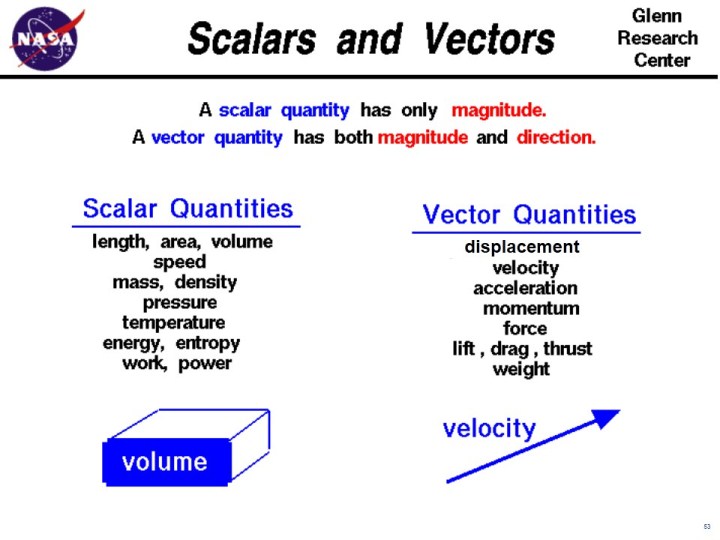 NASA
Scalars and Vectors
Glenn
Research
Center
A scalar quantity has only magnitude.
A vector quantity has both magnitude and direction.
Scalar Quantities
length, area, volume
speed
mass, density
pressure
temperature
energy, entropy
work, power
volume
Vector Quantities
displacement
velocity
acceleration
momentum
force
lift , drag , thrust
weight
velocity
53